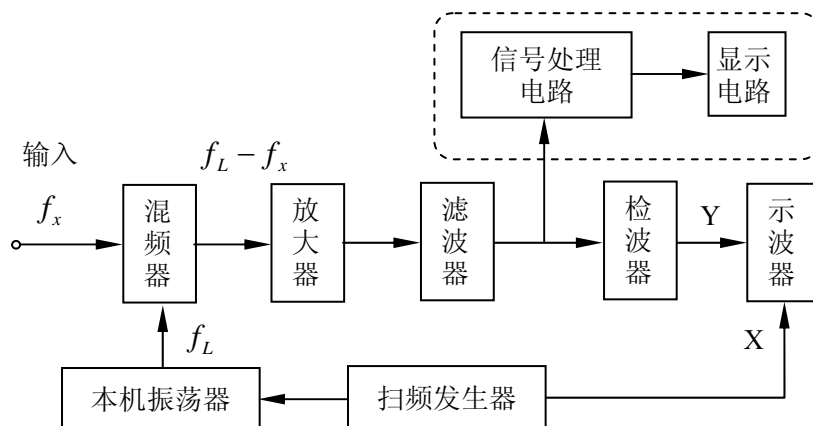 信号处理
电路
显示
电路
输入
f_L − f_x
f_x
混频器
放大器
滤波器
检波器
Y
示波器
f_L
X
本机振荡器
扫频发生器